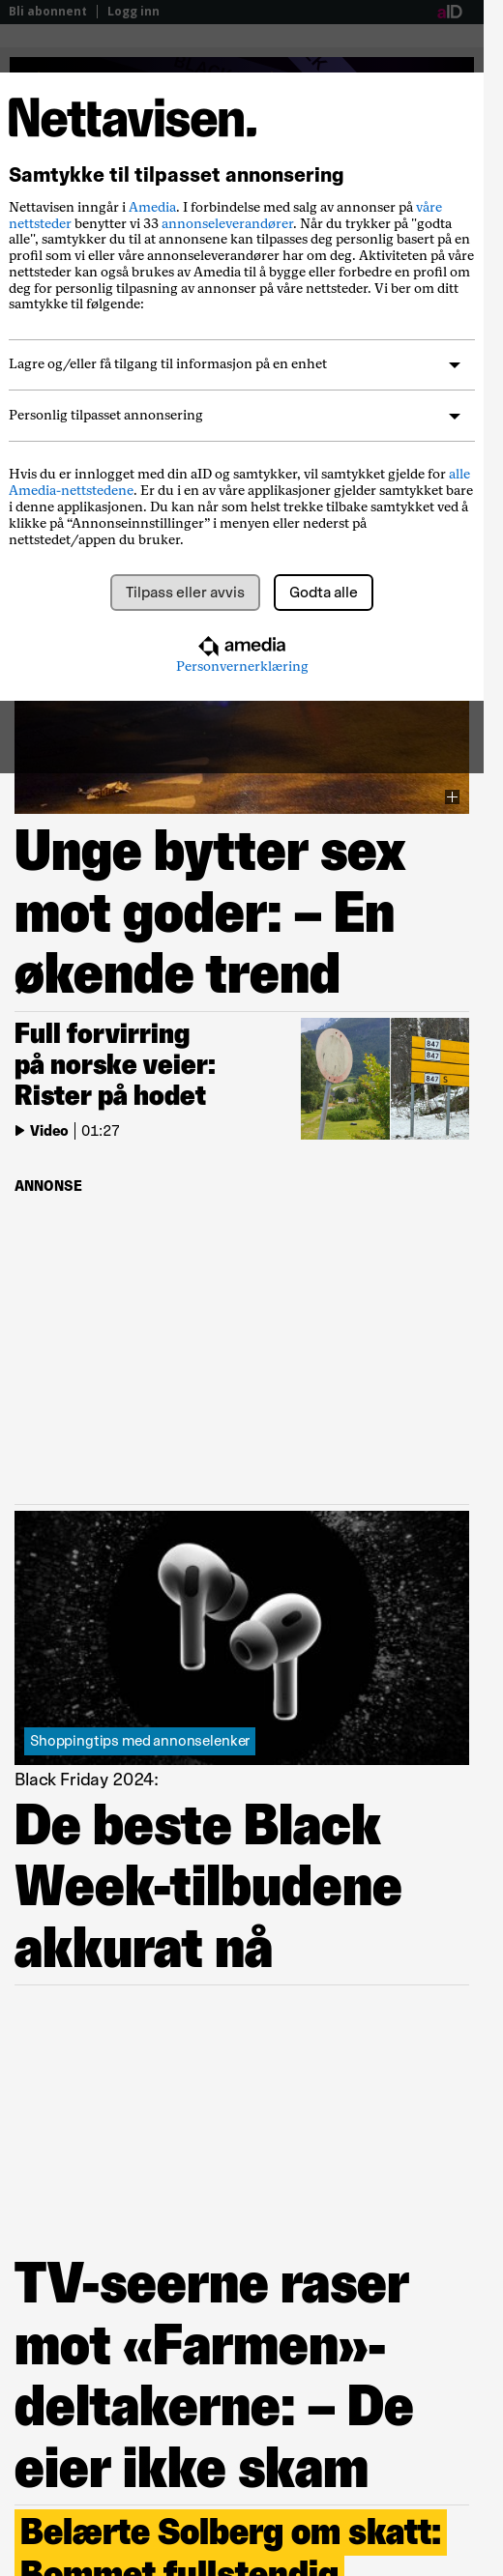 Bli abonnent | Logg inn
aID
Nettavisen.
Samtykke til tilpasset annonsering
Nettavisen inngår i Amedia. I forbindelse med salg av annonser på våre
nettsteder benytter vi 33 annonseleverandører. Når du trykker på "godta
alle", samtykker du til at annonsene kan tilpasses deg personlig basert på en
profil som vi eller våre annonseleverandører har om deg. Aktiviteten på våre
nettsteder kan også brukes av Amedia til å bygge eller forbedre en profil om
deg for personlig tilpasning av annonser på våre nettsteder. Vi ber om ditt
samtykke til følgende:
Lagre og/eller få tilgang til informasjon på en enhet
Personlig tilpasset annonsering
Hvis du er innlogget med din aID og samtykker, vil samtykket gjelde for alle
Amedia-nettstedene. Er du i en av våre applikasjoner gjelder samtykket bare
i denne applikasjonen. Du kan når som helst trekke tilbake samtykket ved å
klikke på “Annonseinnstillinger” i menyen eller nederst på
nettstedet/appen du bruker.
Tilpass eller avvis
Godta alle
amedia
Personvernerklæring
Unge bytter sex
mot goder: – En
økende trend
Full forvirring
på norske veier:
Rister på hodet
Video | 01:27
847
847
847 S
ANNONSE
Shoppingtips med annonselenker
Black Friday 2024:
De beste Black
Week-tilbudene
akkurat nå
TV-seerne raser
mot «Farmen»-
deltakerne: – De
eier ikke skam
Belærte Solberg om skatt:
Bommet fullstendig